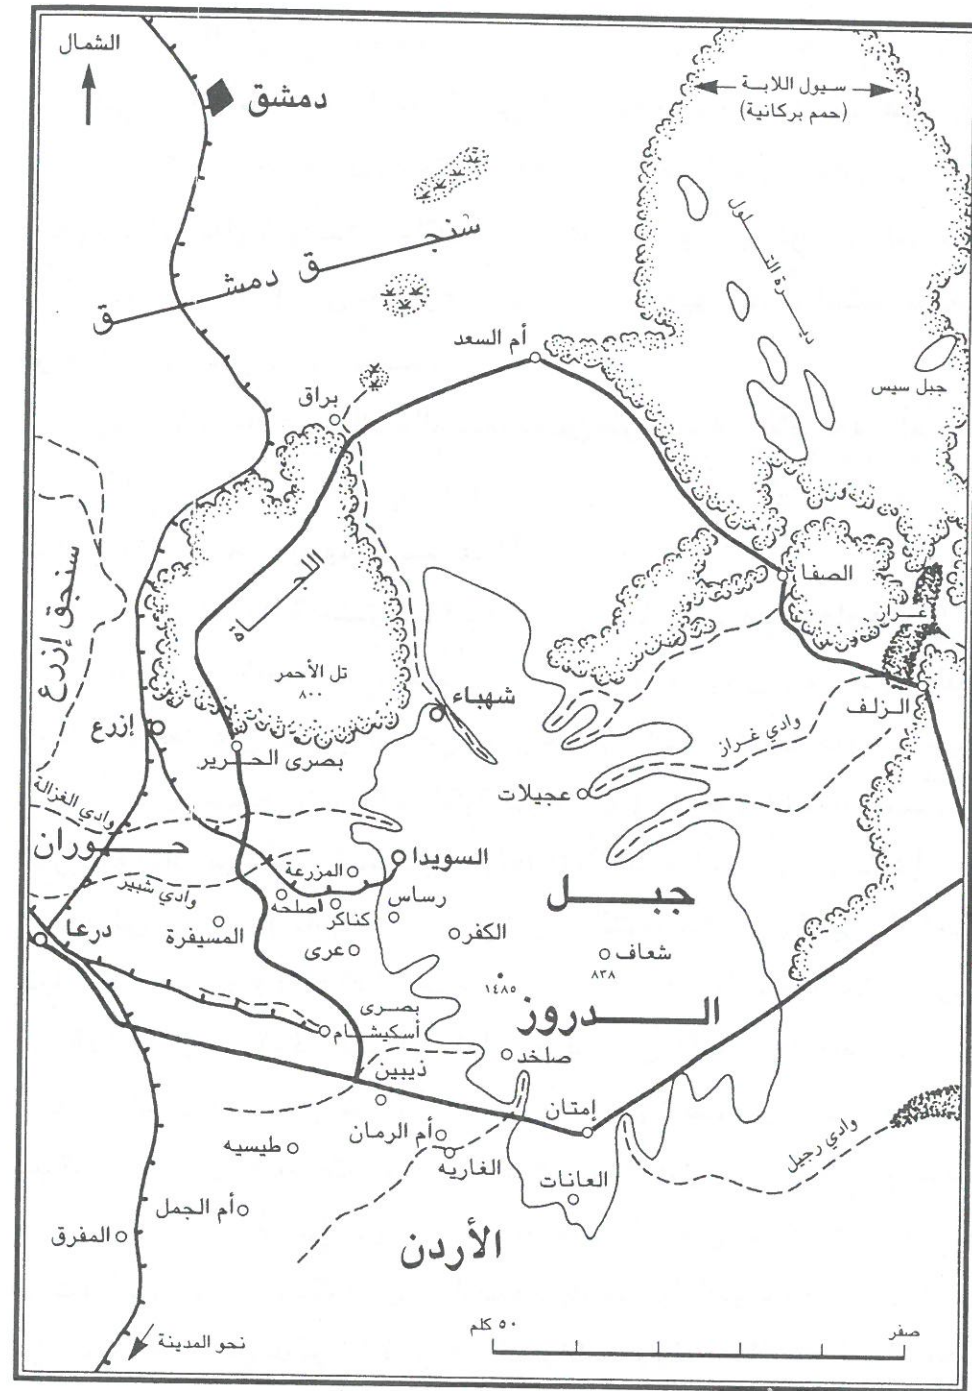 الشمال
دمشق
سيول اللابة
(حمم بركانية)
سنجق دمشق
ديرة التلول
أم السعد
جبل سيس
براق
الصفا
سنجق إزرع
اللجاة
غراز
تل الأحمر
٨٠٠
شهباء
الزلف
إزرع
وادي غراز
بصرى الحرير
وادي الغزالة
عجيلات
حوران
السويدا
المزرعة
جبل
وادي شبير
رساس
اصلحه
كناكر
المسيفرة
الكفر
درعا
عرى
شعاف
٨٣٨
١٤٨٥
بصرى
أسكيشام
الدروز
صلخد
ذيبين
إمتان
أم الرمان
وادي رجيل
طيسيه
الغاريه
العانات
أم الجمل
المفرق
الأردن
نحو المدينة
٥٠ كلم
صفر